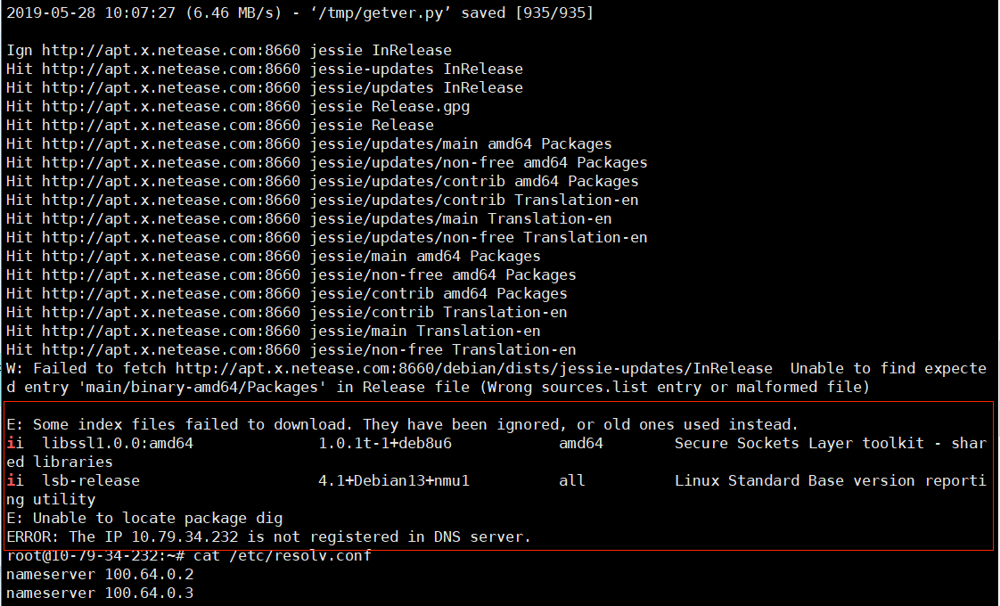 2019-05-28 10:07:27 (6.46 MB/s) - ‘/tmp/getver.py’ saved [935/935]
Ign http://apt.x.netease.com:8660 jessie InRelease
Hit http://apt.x.netease.com:8660 jessie-updates InRelease
Hit http://apt.x.netease.com:8660 jessie/updates InRelease
Hit http://apt.x.netease.com:8660 jessie Release.gpg
Hit http://apt.x.netease.com:8660 jessie Release
Hit http://apt.x.netease.com:8660 jessie/updates/main amd64 Packages
Hit http://apt.x.netease.com:8660 jessie/updates/non-free amd64 Packages
Hit http://apt.x.netease.com:8660 jessie/updates/contrib amd64 Packages
Hit http://apt.x.netease.com:8660 jessie/updates/contrib Translation-en
Hit http://apt.x.netease.com:8660 jessie/updates/main Translation-en
Hit http://apt.x.netease.com:8660 jessie/updates/non-free Translation-en
Hit http://apt.x.netease.com:8660 jessie/main amd64 Packages
Hit http://apt.x.netease.com:8660 jessie/non-free amd64 Packages
Hit http://apt.x.netease.com:8660 jessie/contrib amd64 Packages
Hit http://apt.x.netease.com:8660 jessie/contrib Translation-en
Hit http://apt.x.netease.com:8660 jessie/main Translation-en
Hit http://apt.x.netease.com:8660 jessie/non-free Translation-en
W: Failed to fetch http://apt.x.netease.com:8660/debian/dists/jessie-updates/InRelease  Unable to find expecte
d entry 'main/binary-amd64/Packages' in Release file (Wrong sources.list entry or malformed file)
E: Some index files failed to download. They have been ignored, or old ones used instead.
ii  libssl1.0.0:amd64              1.0.1t-1+deb8u6            amd64        Secure Sockets Layer toolkit - shar
ed libraries
ii  lsb-release                    4.1+Debian13+nmu1          all          Linux Standard Base version reporti
ng utility
E: Unable to locate package dig
ERROR: The IP 10.79.34.232 is not registered in DNS server.
root@10-79-34-232:~# cat /etc/resolv.conf
nameserver 100.64.0.2
nameserver 100.64.0.3